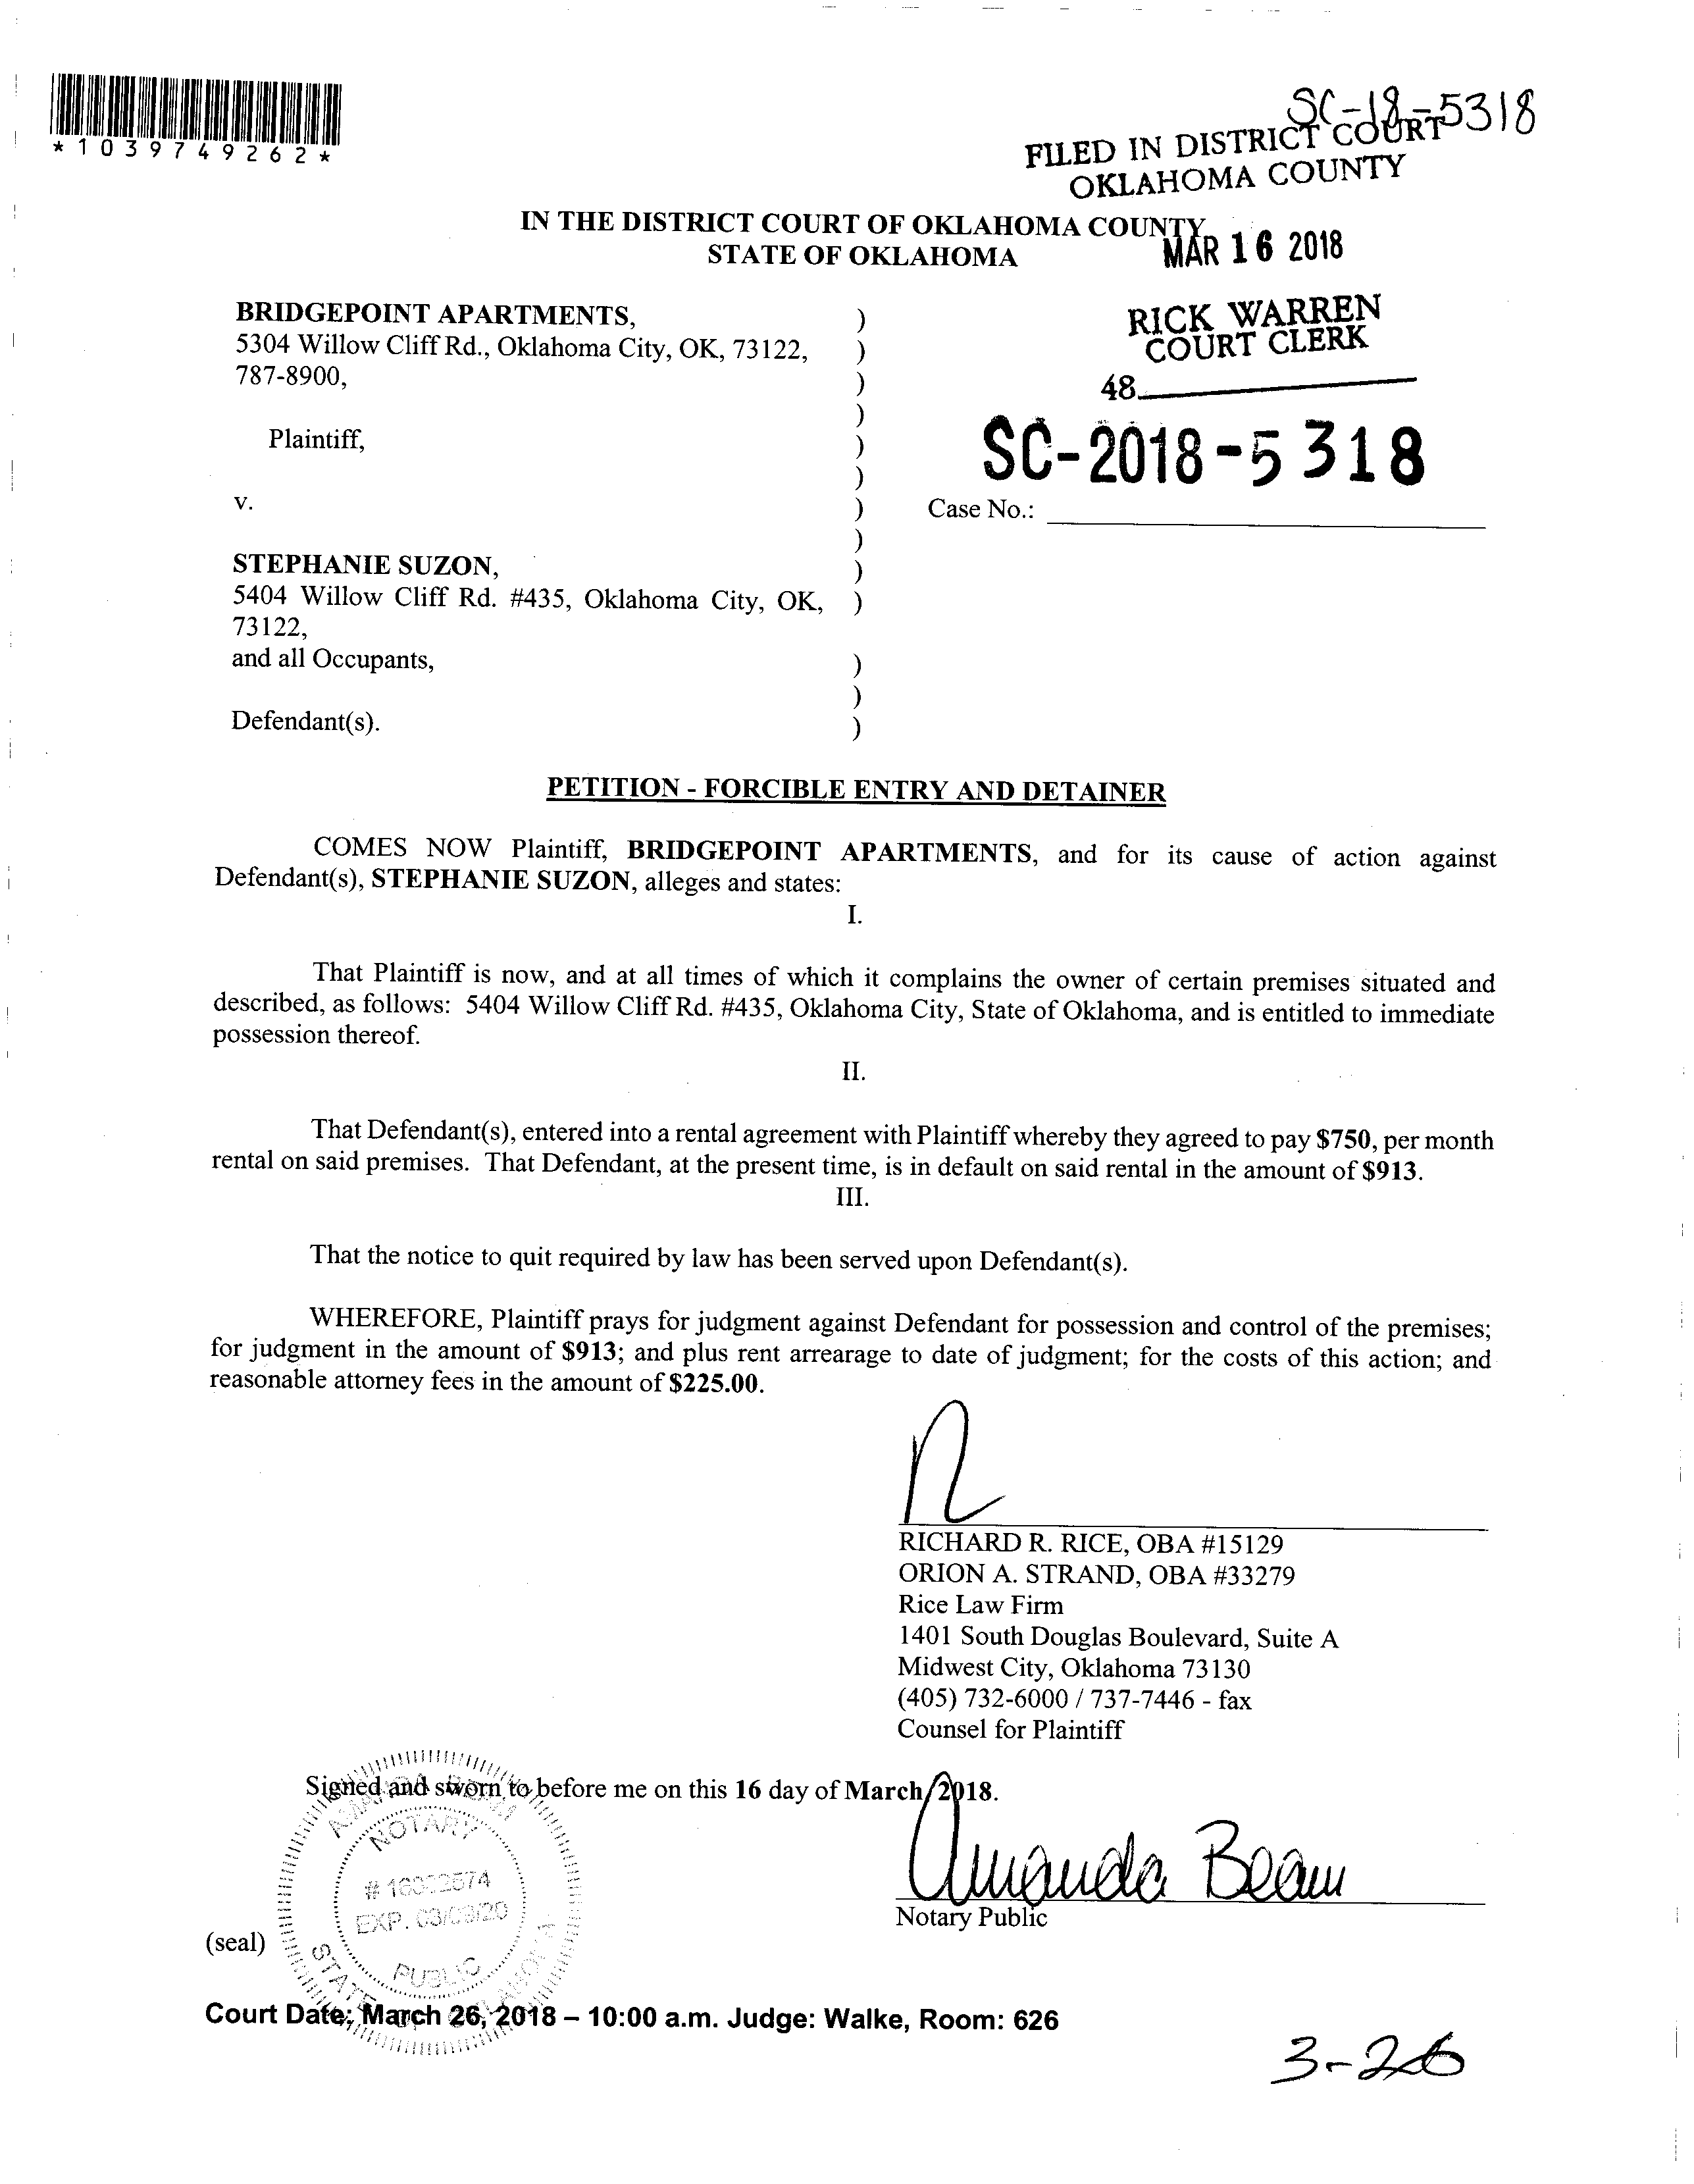 *1039749262*
SC-18-5318
FILED IN DISTRICT COURT
OKLAHOMA COUNTY
IN THE DISTRICT COURT OF OKLAHOMA COUNTY
STATE OF OKLAHOMA
MAR 16 2018
RICK WARREN
COURT CLERK
48
BRIDGEPOINT APARTMENTS, )
5304 Willow Cliff Rd., Oklahoma City, OK, 73122, )
787-8900, )
)
Plaintiff, )
)
SC-2018-5318
v. ) Case No.:
)
STEPHANIE SUZON, )
5404 Willow Cliff Rd. #435, Oklahoma City, OK, )
73122,
and all Occupants, )
)
Defendant(s). )
PETITION - FORCIBLE ENTRY AND DETAINER
COMES NOW Plaintiff, BRIDGEPOINT APARTMENTS, and for its cause of action against
Defendant(s), STEPHANIE SUZON, alleges and states:
I.
That Plaintiff is now, and at all times of which it complains the owner of certain premises situated and
described, as follows: 5404 Willow Cliff Rd. #435, Oklahoma City, State of Oklahoma, and is entitled to immediate
possession thereof.
II.
That Defendant(s), entered into a rental agreement with Plaintiff whereby they agreed to pay $750, per month
rental on said premises. That Defendant, at the present time, is in default on said rental in the amount of $913.
III.
That the notice to quit required by law has been served upon Defendant(s).
WHEREFORE, Plaintiff prays for judgment against Defendant for possession and control of the premises;
for judgment in the amount of $913; and plus rent arrearage to date of judgment; for the costs of this action; and
reasonable attorney fees in the amount of $225.00.
RICHARD R. RICE, OBA #15129
ORION A. STRAND, OBA #33279
Rice Law Firm
1401 South Douglas Boulevard, Suite A
Midwest City, Oklahoma 73130
(405) 732-6000 / 737-7446 - fax
Counsel for Plaintiff
Signed and sworn to before me on this 16 day of March, 2018.
Amanda Beam
Notary Public
NOTARY
EXP.
PUBLIC
STATE
(seal)
Court Date: March 26, 2018 – 10:00 a.m. Judge: Walke, Room: 626
3-26